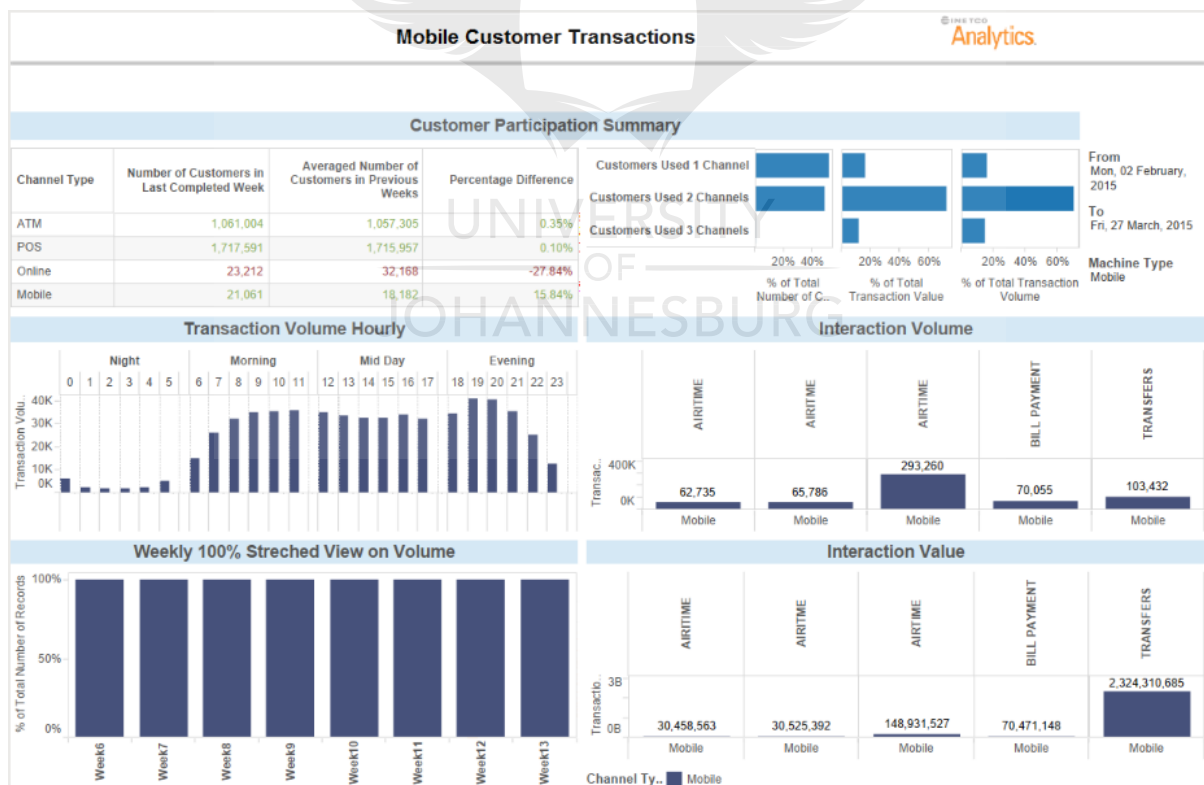 Mobile Customer Transactions
INETCO
Analytics.
Customer Participation Summary
Channel Type
Number of Customers in
Last Completed Week
Averaged Number of
Customers in Previous
Weeks
Percentage Difference
ATM 1,061,004 1,057,305 0.35%
POS 1,717,591 1,715,957 0.10%
Online 23,212 32,168 -27.84%
Mobile 21,061 18,182 15.84%
Customers Used 1 Channel
Customers Used 2 Channels
Customers Used 3 Channels
20% 40% 20% 40% 60% 20% 40% 60%
% of Total
Number of C..
% of Total
Transaction Value
% of Total Transaction
Volume
From
Mon, 02 February,
2015
To
Fri, 27 March, 2015
Machine Type
Mobile
UNIVERSITY
OF
JOHANNESBURG
Transaction Volume Hourly
Night Morning Mid Day Evening
0 1 2 3 4 5 6 7 8 9 10 11 12 13 14 15 16 17 18 19 20 21 22 23
Transaction Volu..
40K
30K
20K
10K
0K
Interaction Volume
AIRITIME AIRITME AIRTIME BILL PAYMENT TRANSFERS
Transac..
400K
0K
62,735 65,786 293,260 70,055 103,432
Mobile Mobile Mobile Mobile Mobile
Weekly 100% Streched View on Volume
% of Total Number of Records
100%
50%
0%
Week6 Week7 Week8 Week9 Week10 Week11 Week12 Week13
Interaction Value
AIRITIME AIRITME AIRTIME BILL PAYMENT TRANSFERS
Transactio..
3B
0B
30,458,563 30,525,392 148,931,527 70,471,148 2,324,310,685
Mobile Mobile Mobile Mobile Mobile
Channel Ty.. Mobile